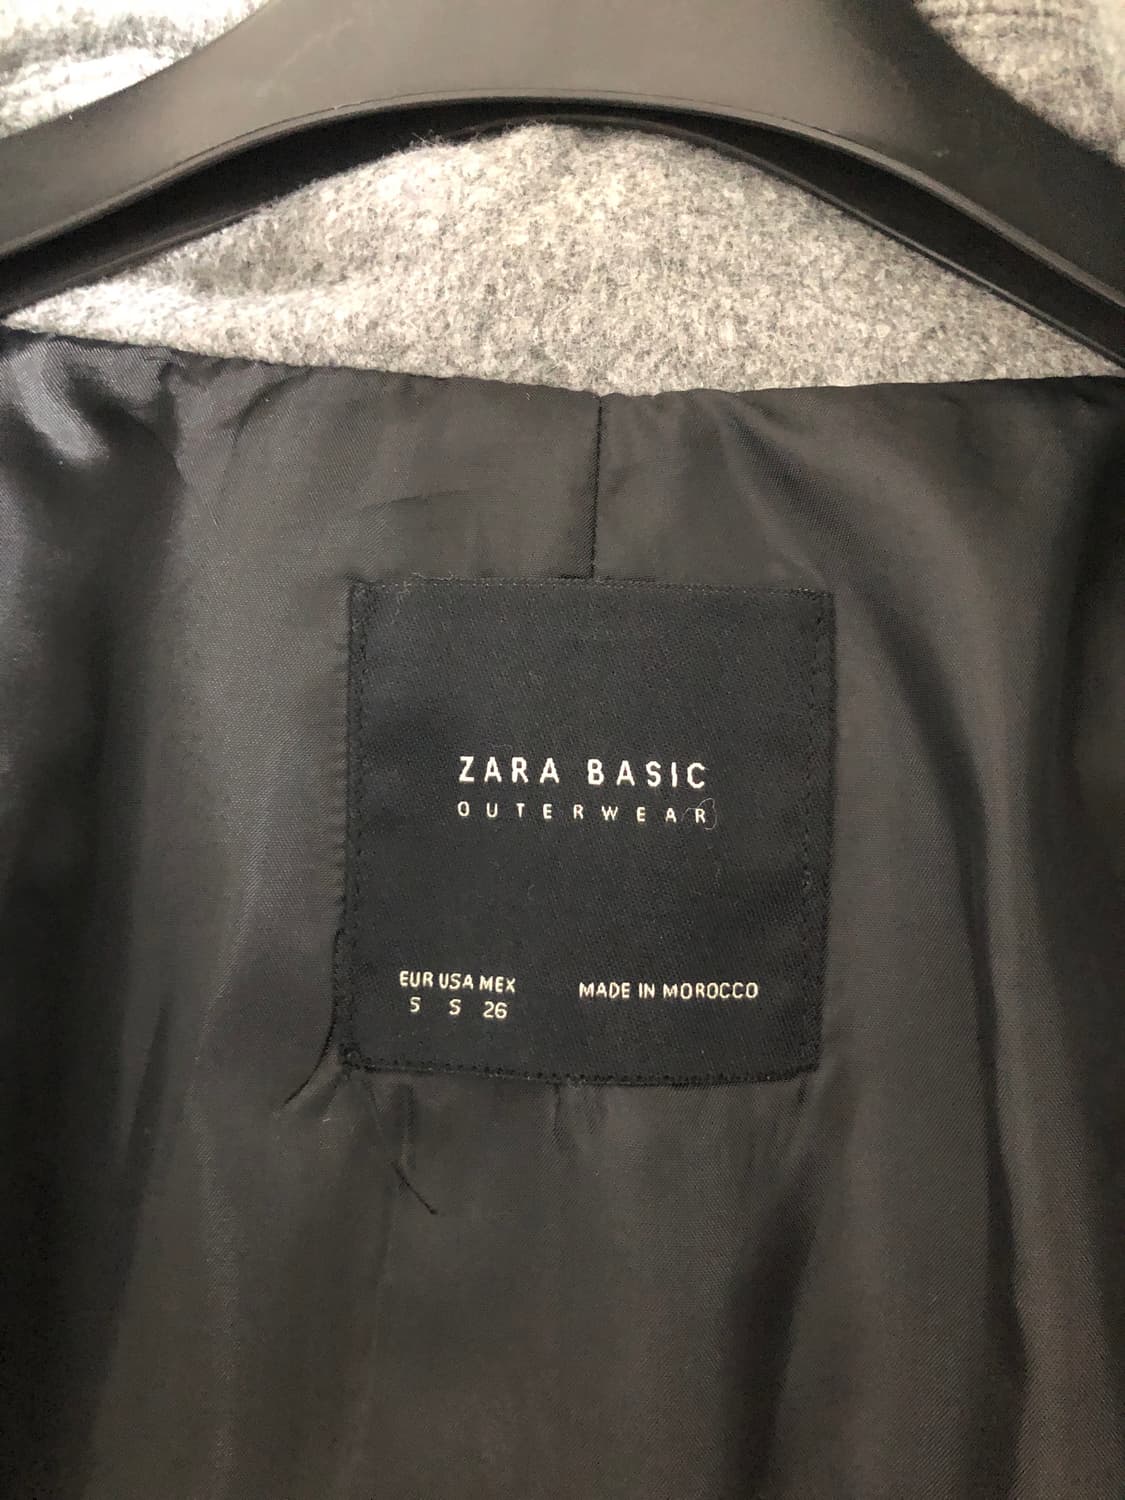 ZARA BASIC
OUTERWEAR
EUR USA MEX
S S 26
MADE IN MOROCCO